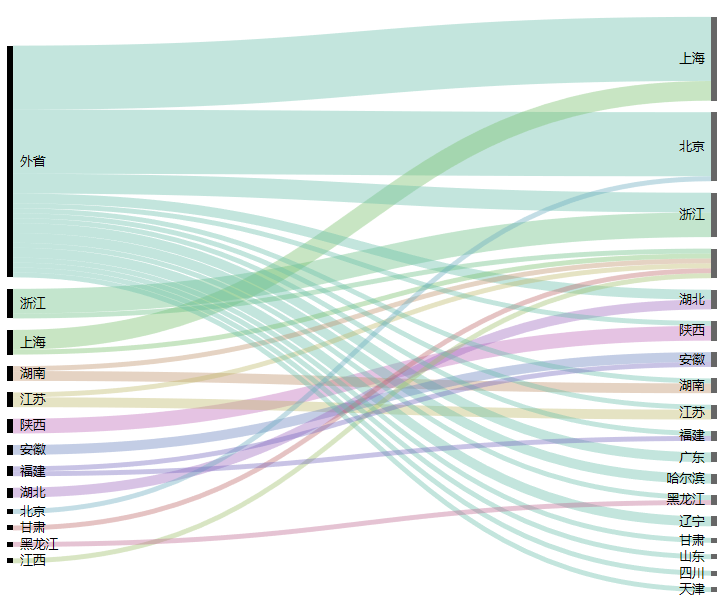 外省
浙江
上海
湖南
江苏
陕西
安徽
福建
湖北
北京
甘肃
黑龙江
江西
上海
北京
浙江
湖北
陕西
安徽
湖南
江苏
福建
广东
哈尔滨
黑龙江
辽宁
甘肃
山东
四川
天津